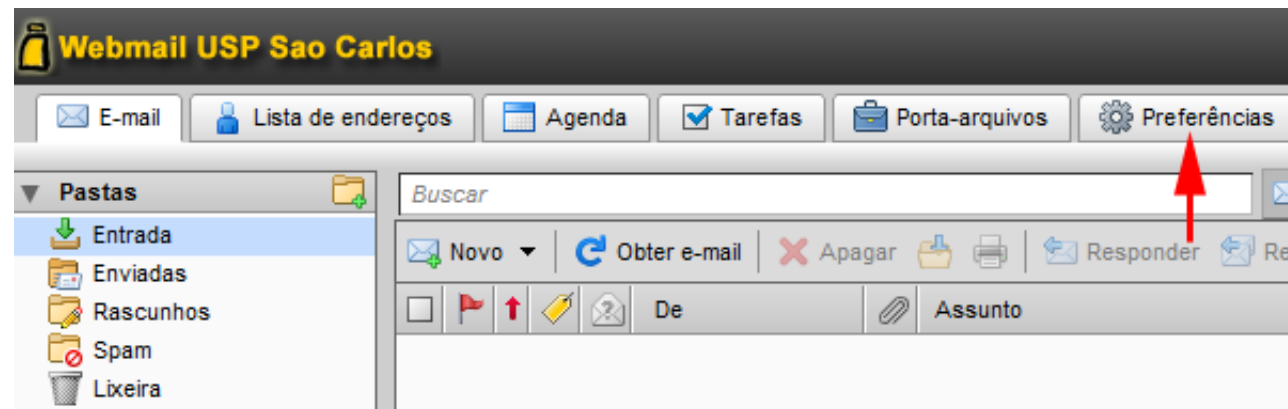 Webmail USP Sao Carlos
E-mail Lista de endereços Agenda Tarefas Porta-arquivos Preferências
Pastas
Buscar
Entrada
Novo Obter e-mail Apagar Responder Re
Enviadas
Rascunhos
De Assunto
Spam
Lixeira